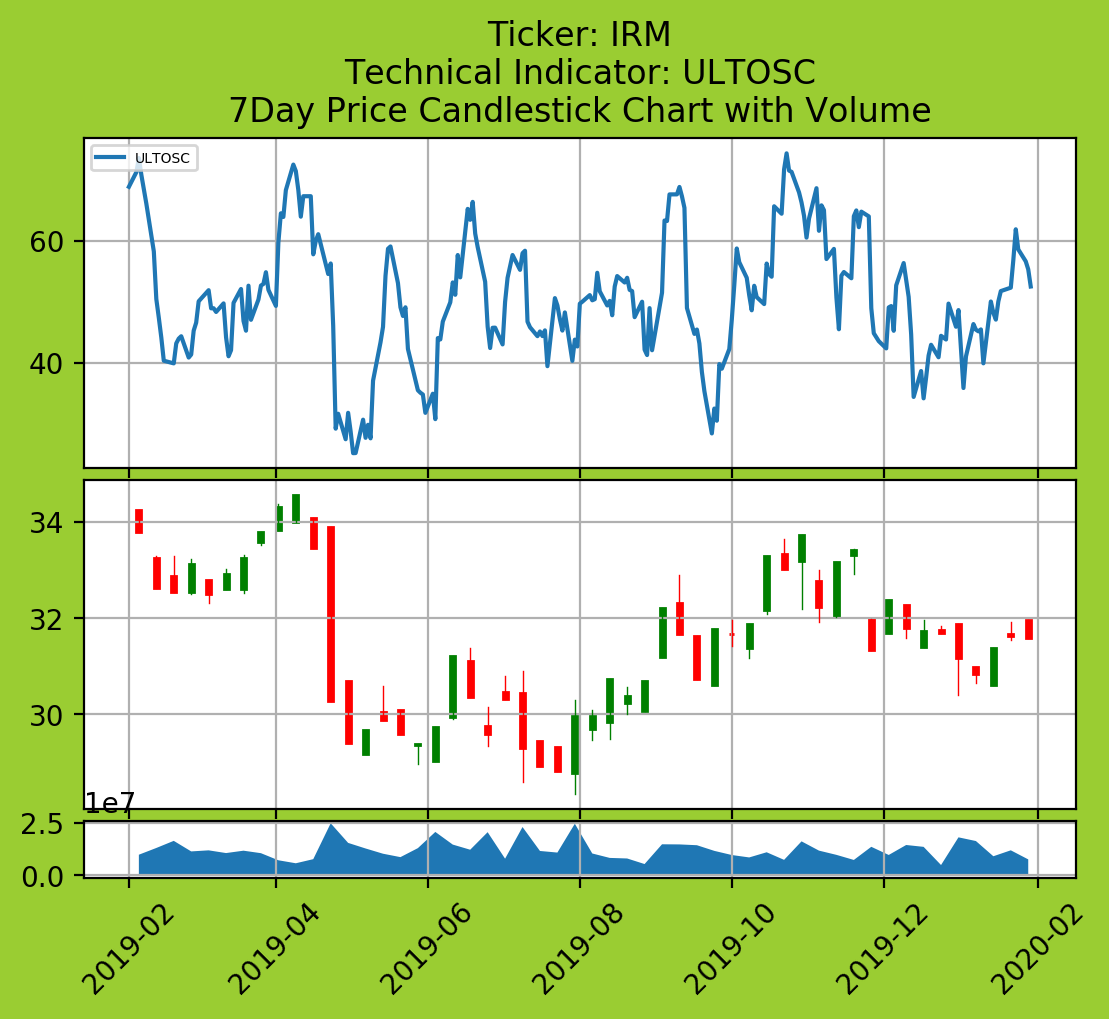 Ticker: IRM
Technical Indicator: ULTOSC
7Day Price Candlestick Chart with Volume
ULTOSC
60
40
34
32
30
1e7
2.5
0.0
2019-02
2019-04
2019-06
2019-08
2019-10
2019-12
2020-02